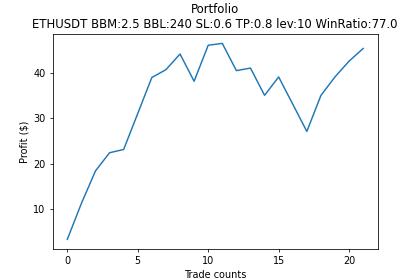 Portfolio
ETHUSDT BBM:2.5 BBL:240 SL:0.6 TP:0.8 lev:10 WinRatio:77.0
Profit ($)
40
30
20
10
0 5 10 15 20
Trade counts